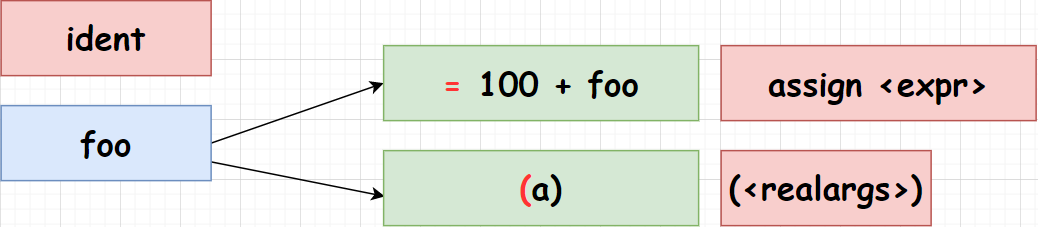 ident
foo
= 100 + foo
assign <expr>
(a)
(<realargs>)